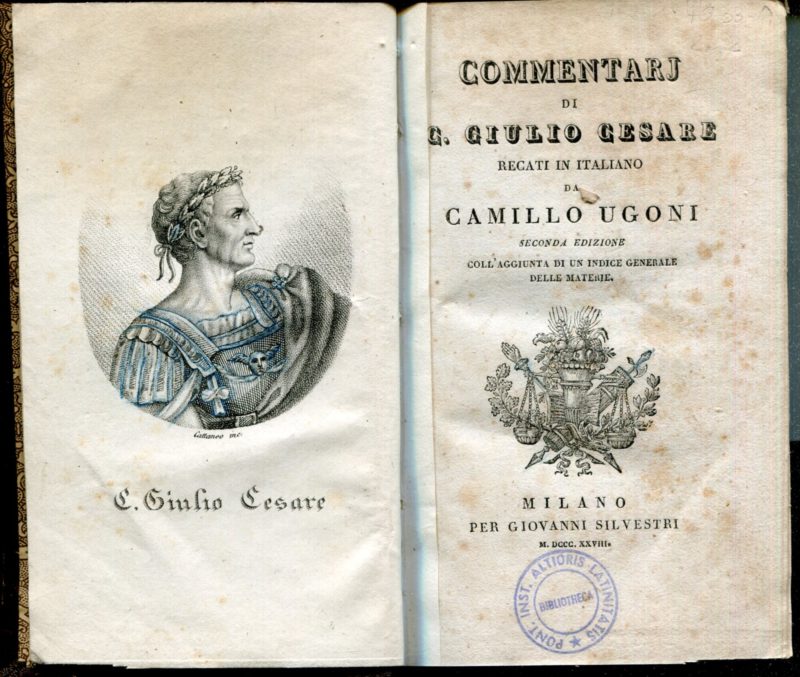 Cattaneo inc.
C. Giulio Cesare
COMMENTARJ
DI
C. GIULIO CESARE
RECATI IN ITALIANO
DA
CAMILLO UGONI
SECONDA EDIZIONE
COLL'AGGIUNTA DI UN INDICE GENERALE
DELLE MATERIE.
MILANO
PER GIOVANNI SILVESTRI
M. DCCC. XXVIII.
PONT. INST. ALTIORIS LATINITATIS
BIBLIOTHECA